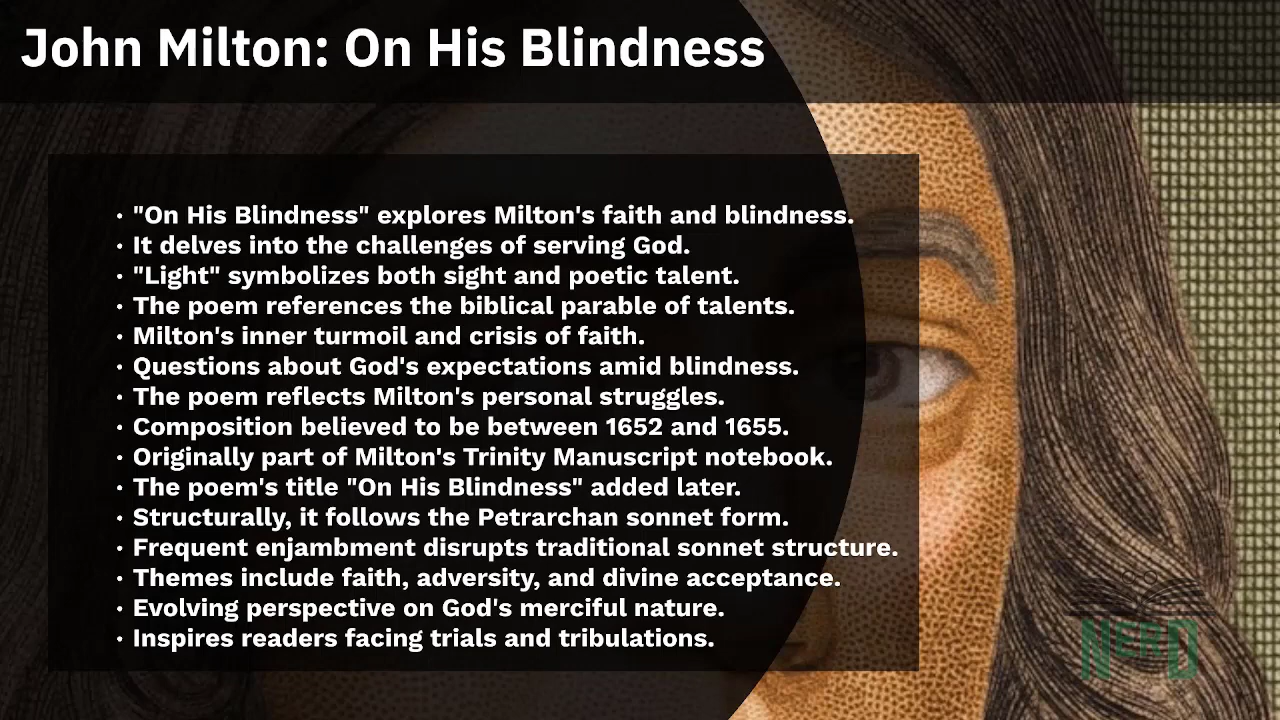 John Milton: On His Blindness
• "On His Blindness" explores Milton's faith and blindness.
• It delves into the challenges of serving God.
• "Light" symbolizes both sight and poetic talent.
• The poem references the biblical parable of talents.
• Milton's inner turmoil and crisis of faith.
• Questions about God's expectations amid blindness.
• The poem reflects Milton's personal struggles.
• Composition believed to be between 1652 and 1655.
• Originally part of Milton's Trinity Manuscript notebook.
• The poem's title "On His Blindness" added later.
• Structurally, it follows the Petrarchan sonnet form.
• Frequent enjambment disrupts traditional sonnet structure.
• Themes include faith, adversity, and divine acceptance.
• Evolving perspective on God's merciful nature.
• Inspires readers facing trials and tribulations.
NERD